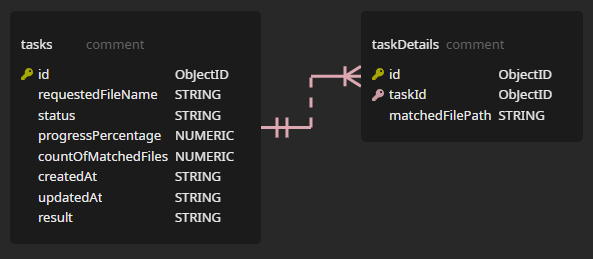 tasks comment
id ObJectID
requestedFileName STRING
status STRING
progressPercentage NUMERIC
countOfMatchedFiles NUMERIC
createdAt STRING
updatedAt STRING
result STRING
taskDetails comment
id ObjectID
taskId ObjectID
matchedFilePath STRING